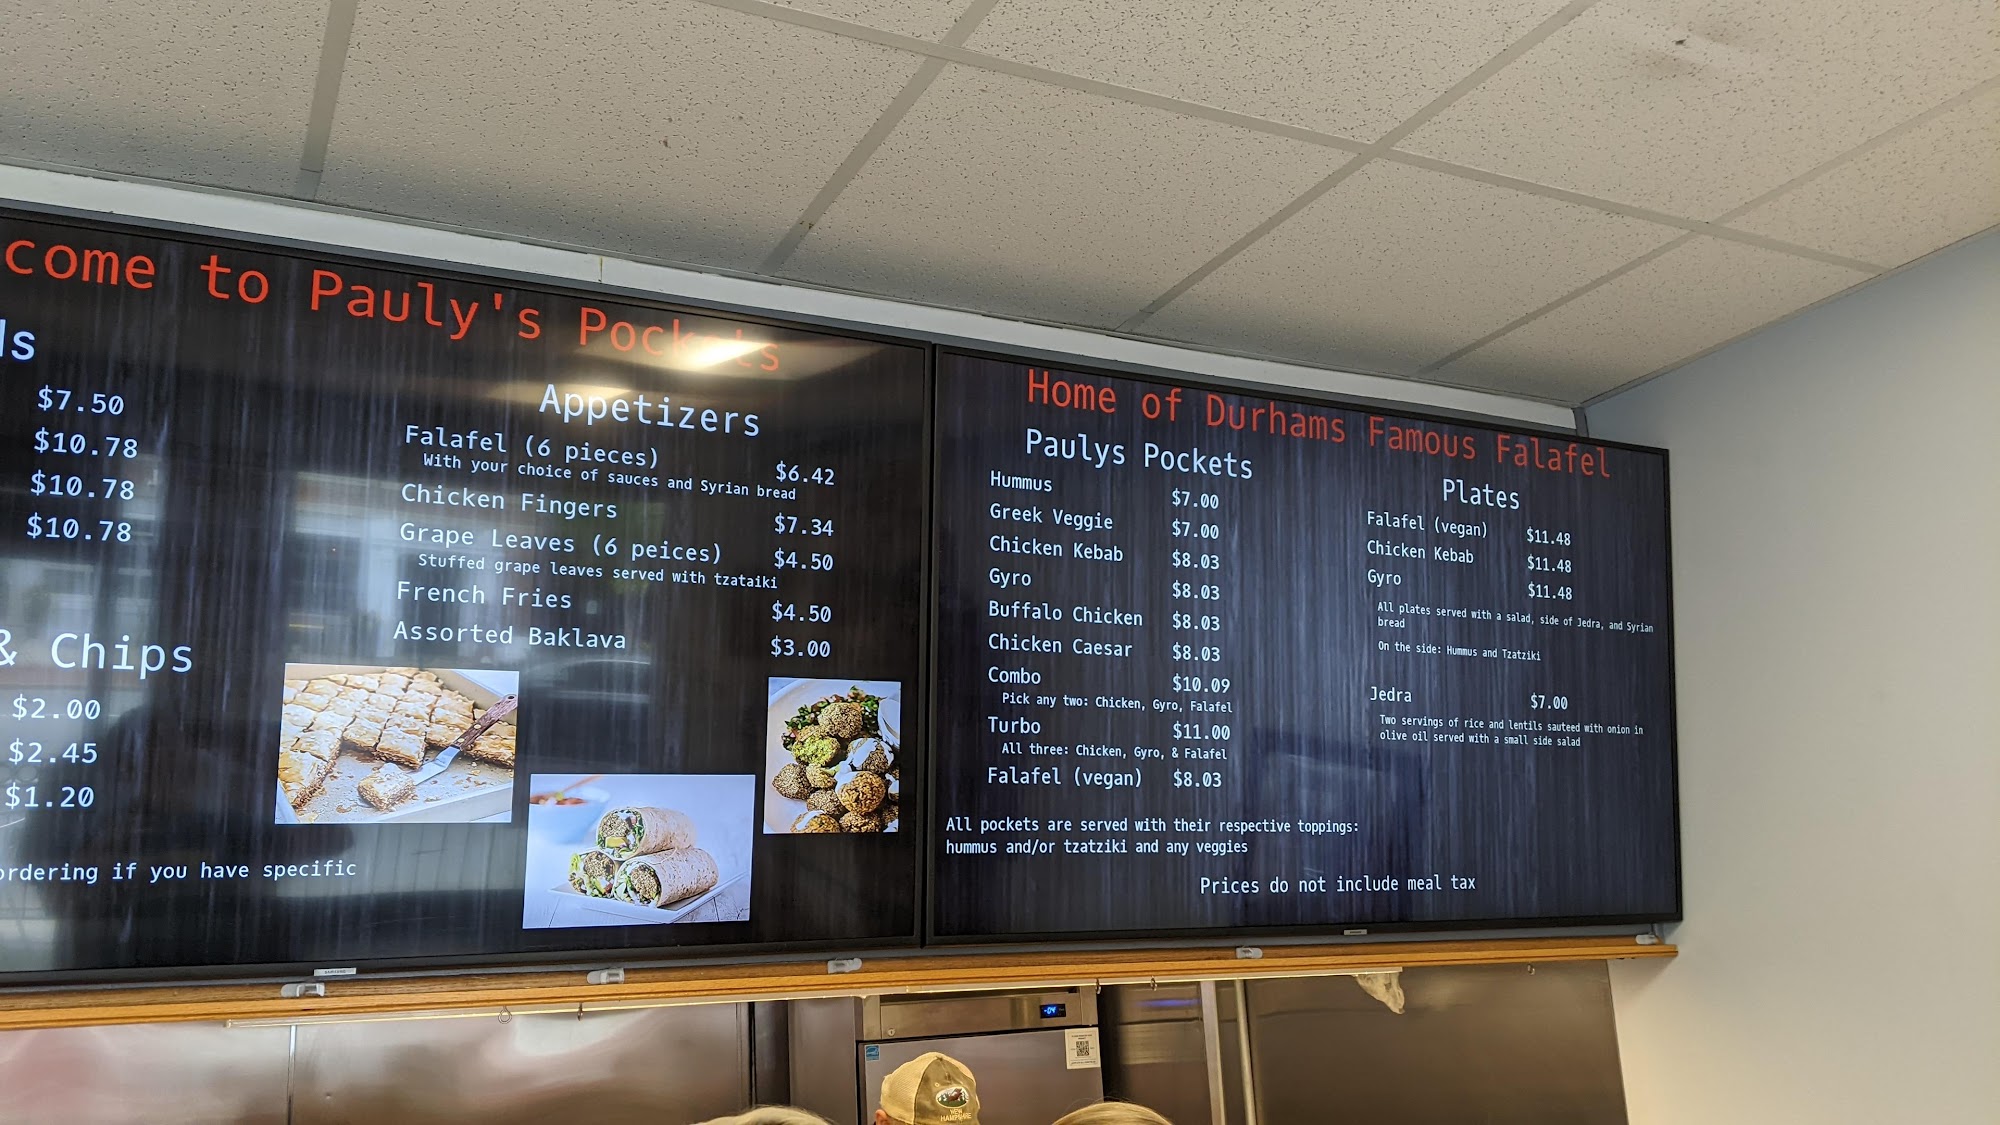 come to Pauly's Pockets
ls
$7.50
$10.78
$10.78
$10.78
& Chips
$2.00
$2.45
$1.20
ordering if you have specific
Appetizers
Falafel (6 pieces) $6.42
With your choice of sauces and Syrian bread
Chicken Fingers $7.34
Grape Leaves (6 peices) $4.50
Stuffed grape leaves served with tzataiki
French Fries $4.50
Assorted Baklava $3.00
Home of Durhams Famous Falafel
Paulys Pockets
Hummus $7.00
Greek Veggie $7.00
Chicken Kebab $8.03
Gyro $8.03
Buffalo Chicken $8.03
Chicken Caesar $8.03
Combo $10.09
Pick any two: Chicken, Gyro, Falafel
Turbo $11.00
All three: Chicken, Gyro, & Falafel
Falafel (vegan) $8.03
All pockets are served with their respective toppings:
hummus and/or tzatziki and any veggies
Plates
Falafel (vegan) $11.48
Chicken Kebab $11.48
Gyro $11.48
All plates served with a salad, side of Jedra, and Syrian
bread
On the side: Hummus and Tzatziki
Jedra $7.00
Two servings of rice and lentils sauteed with onion in
olive oil served with a small side salad
Prices do not include meal tax
-04
NEW
HAMPSHIRE